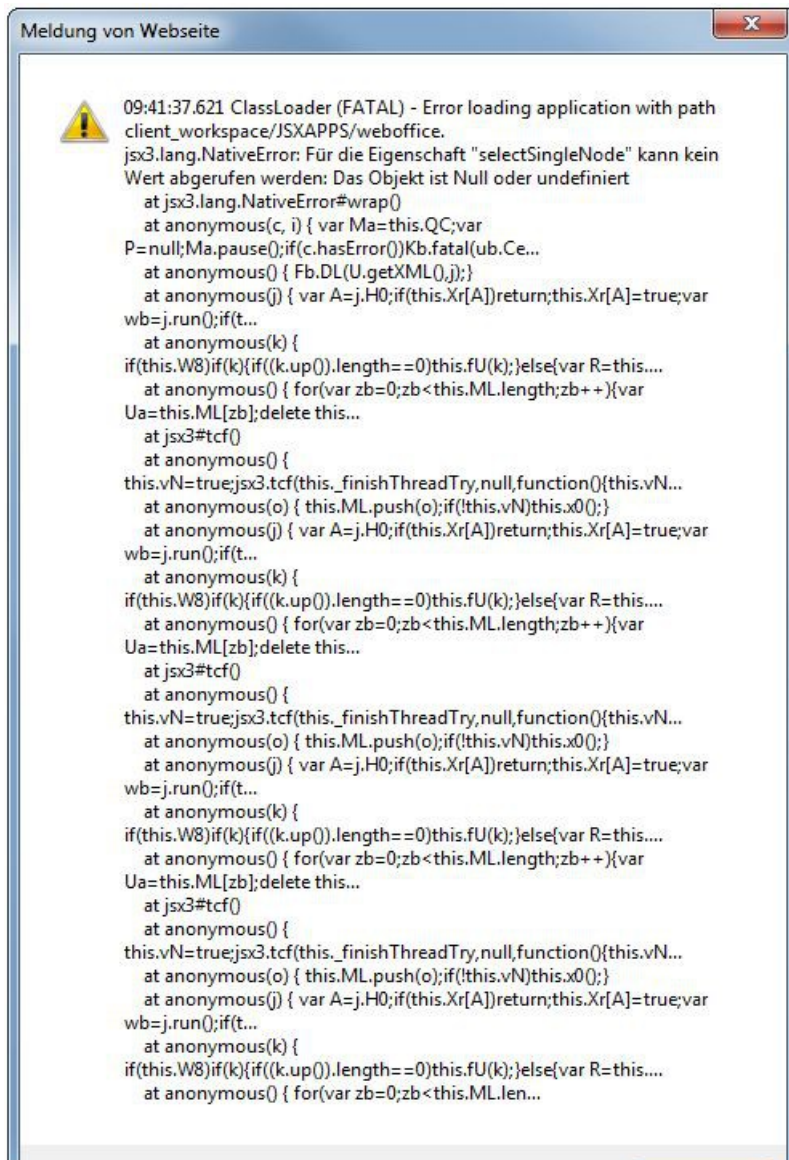 Meldung von Webseite
09:41:37.621 ClassLoader (FATAL) - Error loading application with path
client_workspace/JSXAPPS/weboffice.
jsx3.lang.NativeError: Für die Eigenschaft "selectSingleNode" kann kein
Wert abgerufen werden: Das Objekt ist Null oder undefiniert
at jsx3.lang.NativeError#wrap()
at anonymous(c, i) { var Ma=this.QC;var
P=null;Ma.pause();if(c.hasError())Kb.fatal(ub.Ce...
at anonymous() { Fb.DL(U.getXML(),j);}
at anonymous(j) { var A=j.H0;if(this.Xr[A])return;this.Xr[A]=true;var
wb=j.run();if(t...
at anonymous(k) {
if(this.W8)if(k){if((k.up()).length==0)this.fU(k);}else{var R=this....
at anonymous() { for(var zb=0;zb<this.ML.length;zb++){var
Ua=this.ML[zb];delete this...
at jsx3#tcf()
at anonymous() {
this.vN=true;jsx3.tcf(this._finishThreadTry,null,function(){this.vN...
at anonymous(o) { this.ML.push(o);if(!this.vN)this.x0();}
at anonymous(j) { var A=j.H0;if(this.Xr[A])return;this.Xr[A]=true;var
wb=j.run();if(t...
at anonymous(k) {
if(this.W8)if(k){if((k.up()).length==0)this.fU(k);}else{var R=this....
at anonymous() { for(var zb=0;zb<this.ML.length;zb++){var
Ua=this.ML[zb];delete this...
at jsx3#tcf()
at anonymous() {
this.vN=true;jsx3.tcf(this._finishThreadTry,null,function(){this.vN...
at anonymous(o) { this.ML.push(o);if(!this.vN)this.x0();}
at anonymous(j) { var A=j.H0;if(this.Xr[A])return;this.Xr[A]=true;var
wb=j.run();if(t...
at anonymous(k) {
if(this.W8)if(k){if((k.up()).length==0)this.fU(k);}else{var R=this....
at anonymous() { for(var zb=0;zb<this.ML.length;zb++){var
Ua=this.ML[zb];delete this...
at jsx3#tcf()
at anonymous() {
this.vN=true;jsx3.tcf(this._finishThreadTry,null,function(){this.vN...
at anonymous(o) { this.ML.push(o);if(!this.vN)this.x0();}
at anonymous(j) { var A=j.H0;if(this.Xr[A])return;this.Xr[A]=true;var
wb=j.run();if(t...
at anonymous(k) {
if(this.W8)if(k){if((k.up()).length==0)this.fU(k);}else{var R=this....
at anonymous() { for(var zb=0;zb<this.ML.len...